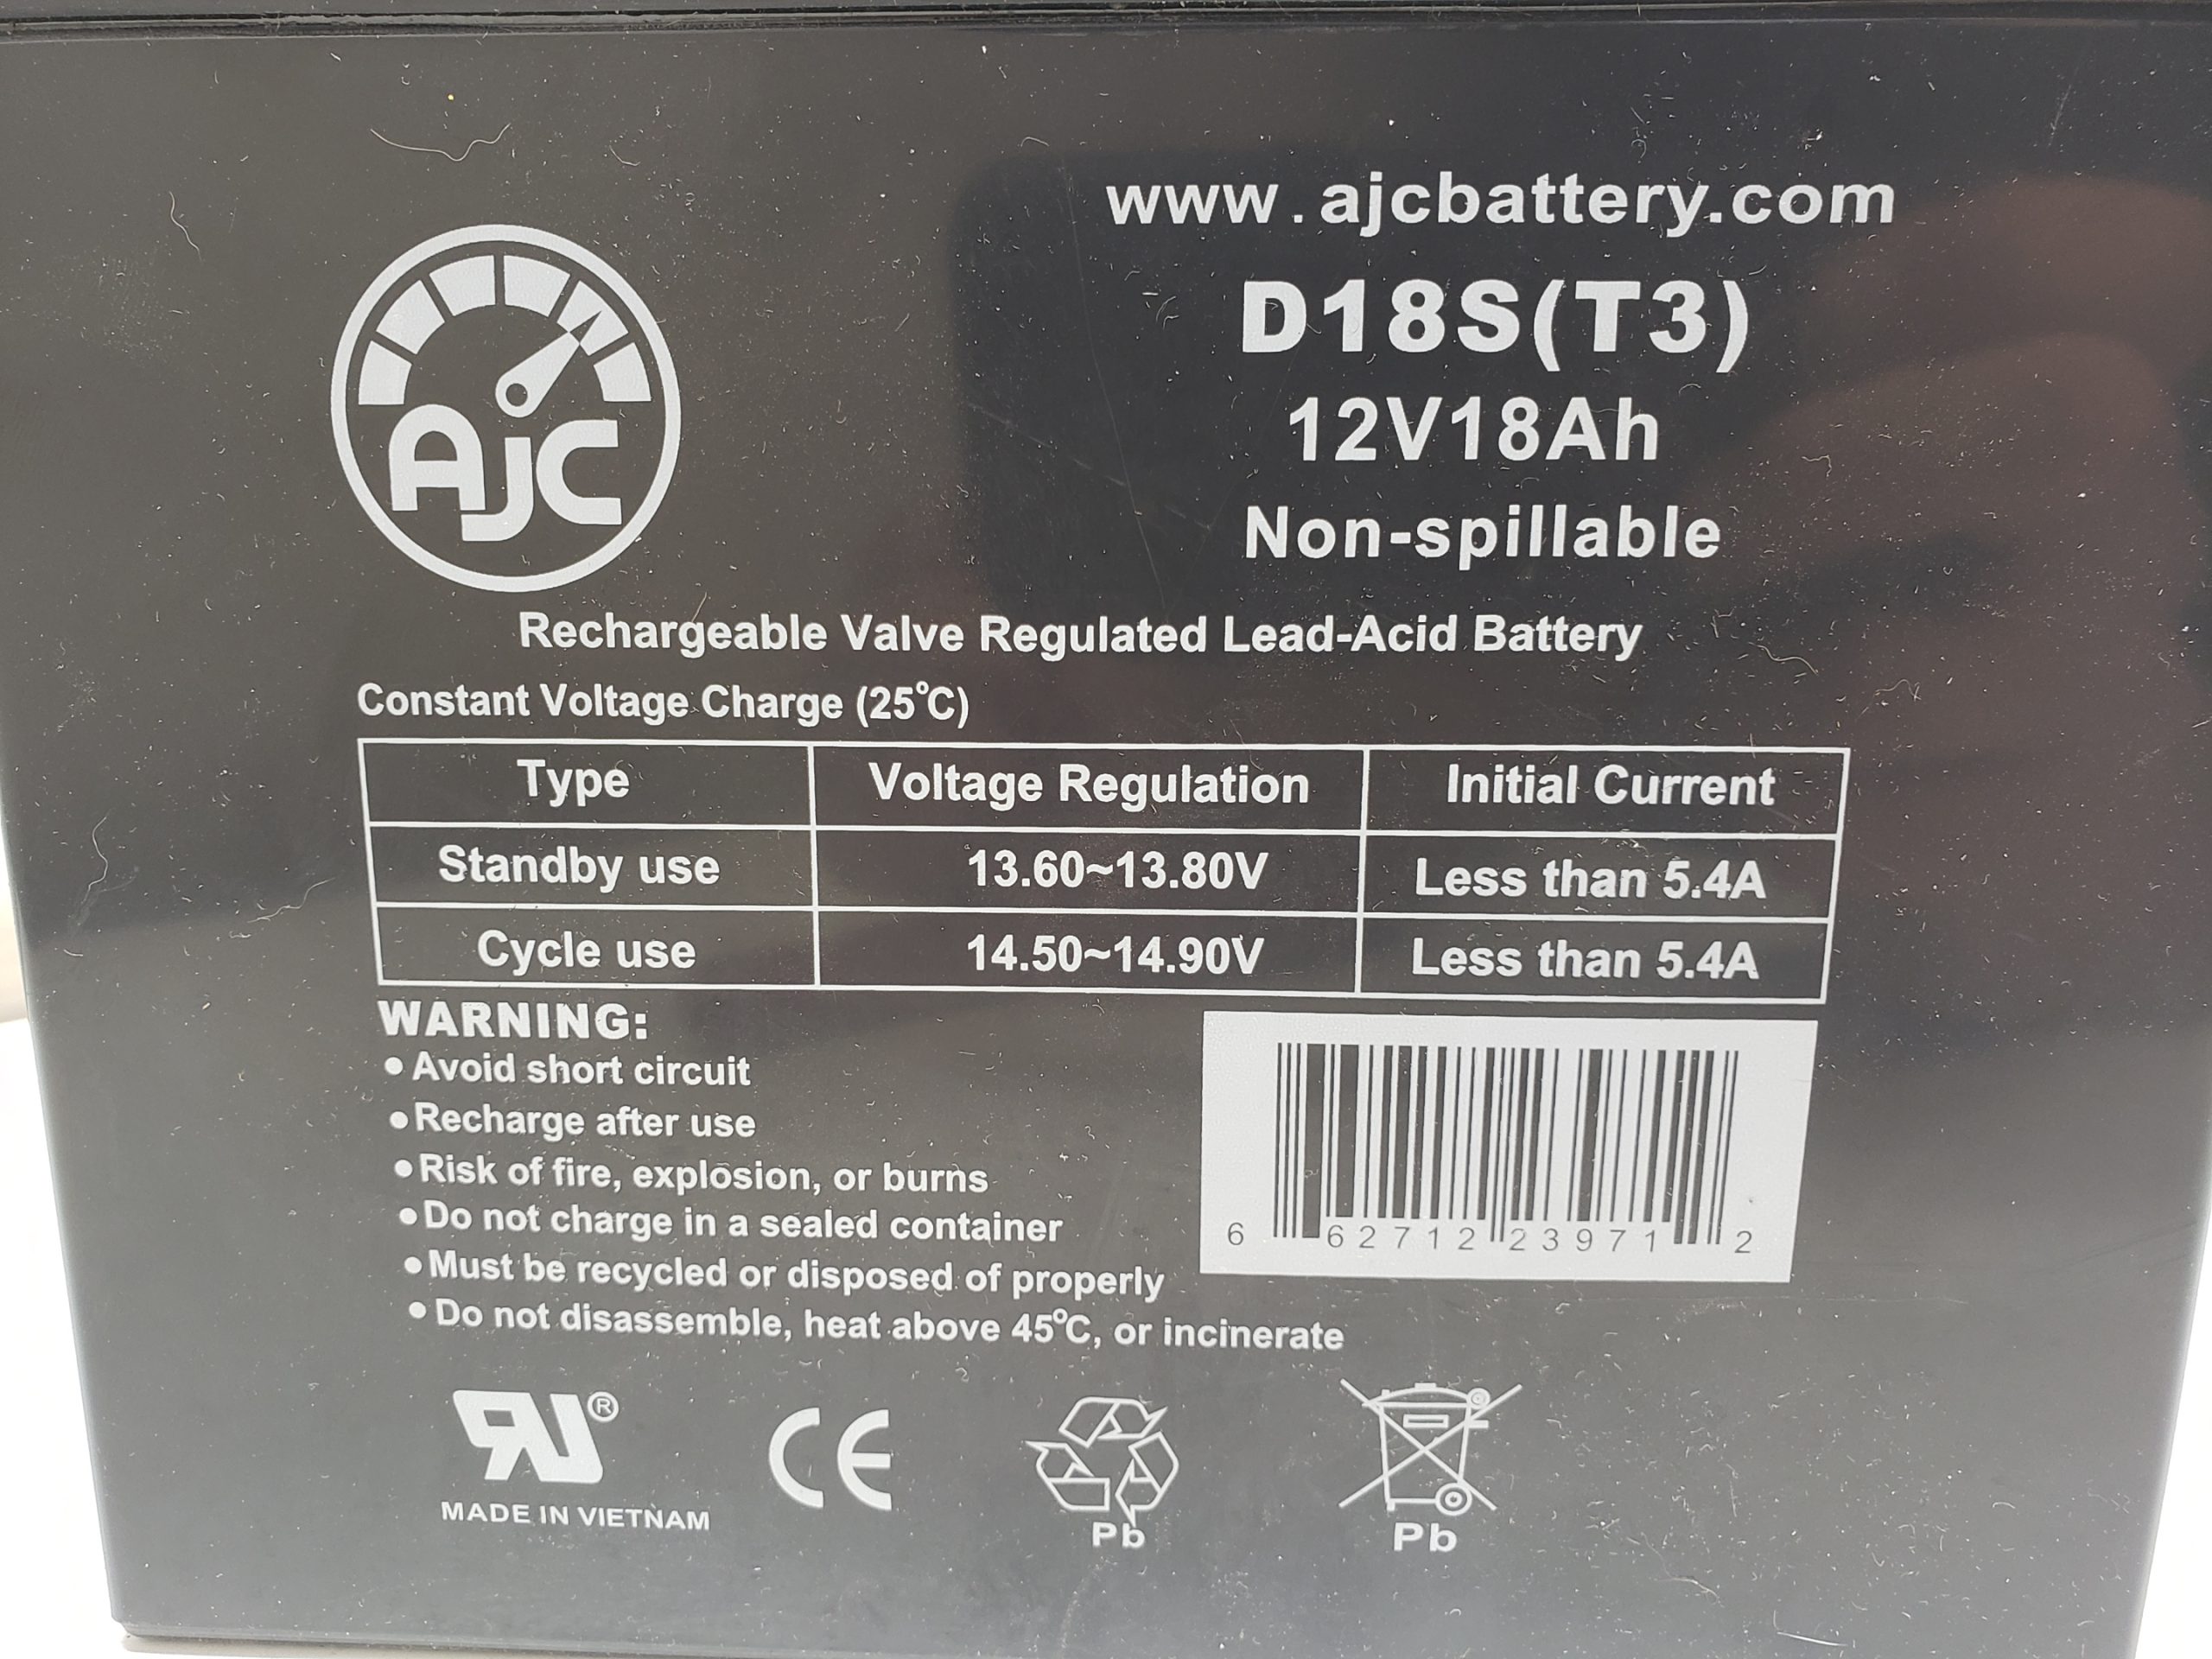 www.ajcbattery.com
AJC
D18S(T3)
12V18Ah
Non-spillable
Rechargeable Valve Regulated Lead-Acid Battery
Constant Voltage Charge (25°C)
Type Voltage Regulation Initial Current
Standby use 13.60~13.80V Less than 5.4A
Cycle use 14.50~14.90V Less than 5.4A
WARNING:
• Avoid short circuit
• Recharge after use
• Risk of fire, explosion, or burns
• Do not charge in a sealed container
• Must be recycled or disposed of properly
• Do not disassemble, heat above 45°C, or incinerate
6 62712 23971 2
RU®
CE
MADE IN VIETNAM
Pb
Pb